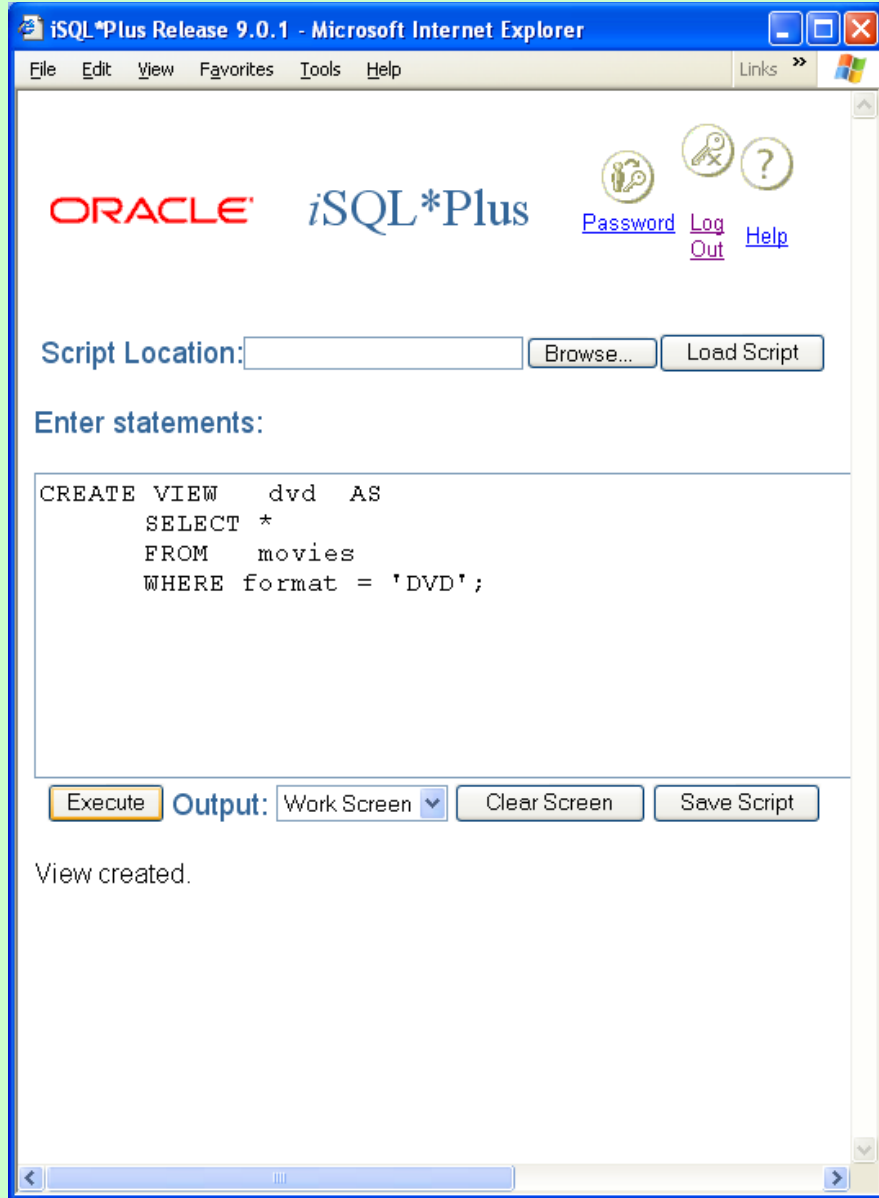 iSQL*Plus Release 9.0.1 - Microsoft Internet Explorer
File Edit View Favorites Tools Help Links »
ORACLE iSQL*Plus
Password Log Out Help
Script Location: Browse... Load Script
Enter statements:
CREATE VIEW dvd AS
SELECT *
FROM movies
WHERE format = 'DVD';
Execute Output: Work Screen Clear Screen Save Script
View created.